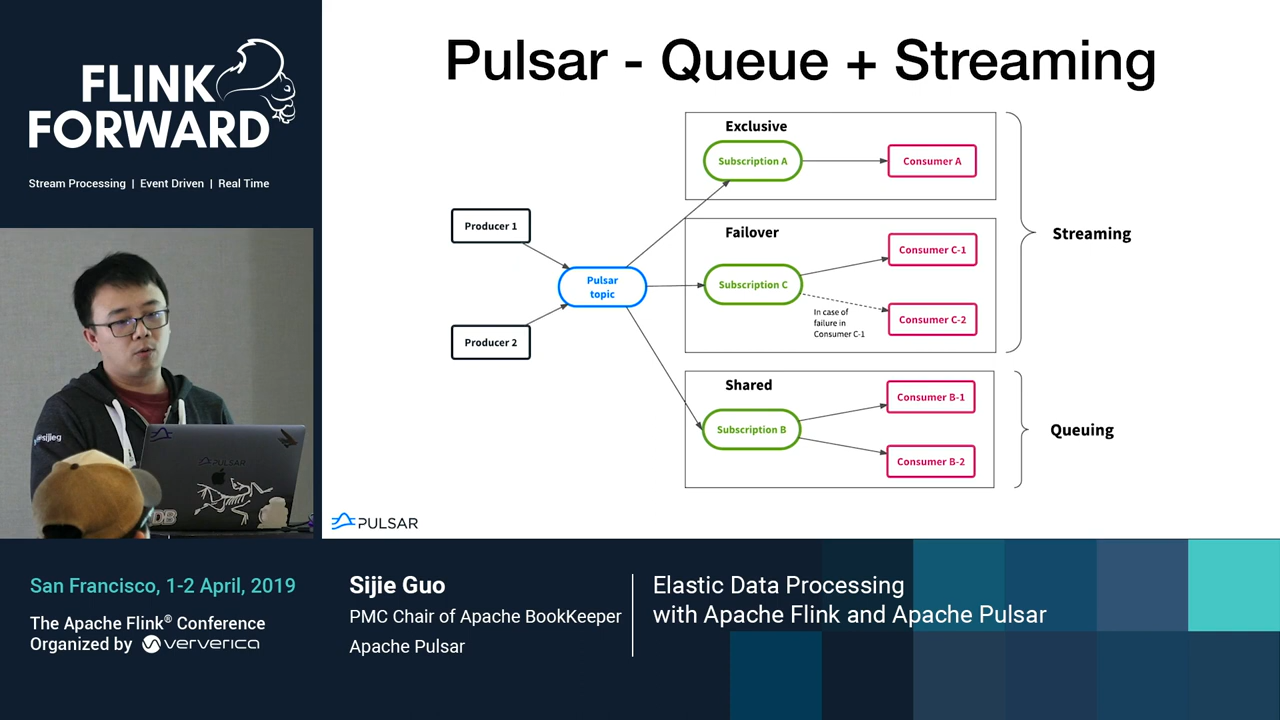 FLINK
FORWARD
Stream Processing | Event Driven | Real Time
Pulsar - Queue + Streaming
Exclusive
Subscription A
Consumer A
Producer 1
Failover
Consumer C-1
Streaming
Pulsar
topic
Subscription C
In case of
failure in
Consumer C-1
Consumer C-2
Producer 2
Shared
Consumer B-1
Subscription B
Queuing
Consumer B-2
@sijieg
PULSAR
DB
PULSAR
San Francisco, 1-2 April, 2019
The Apache Flink® Conference
Organized by ververica
Sijie Guo
PMC Chair of Apache BookKeeper
Apache Pulsar
Elastic Data Processing
with Apache Flink and Apache Pulsar